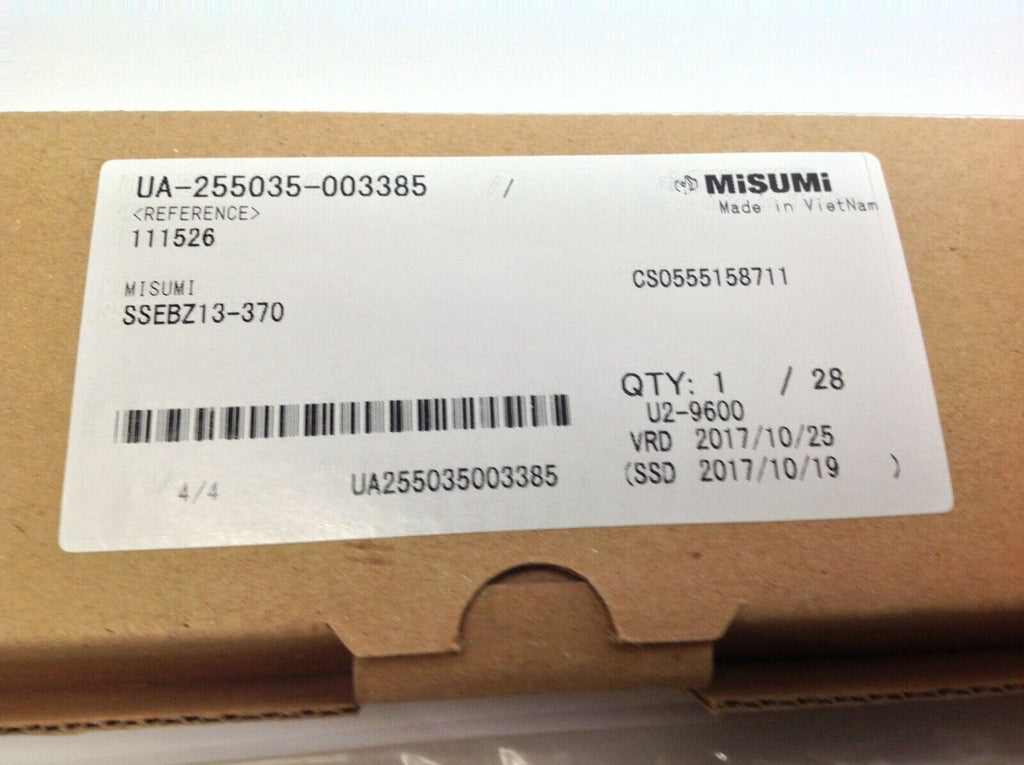 UA-255035-003385 /
MiSUMi
Made in VietNam
<REFERENCE>
111526
MISUMI
SSEBZ13-370
CS0555158711
QTY: 1 / 28
U2-9600
VRD 2017/10/25
(SSD 2017/10/19 )
4/4
UA255035003385